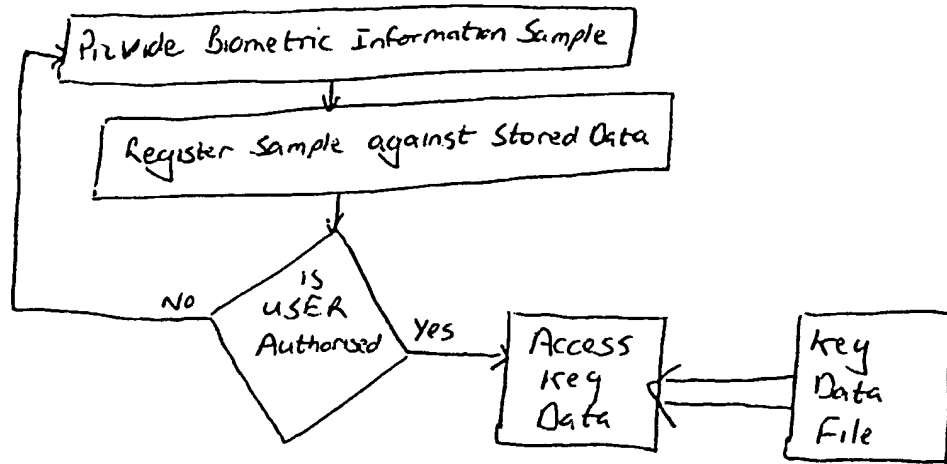 Provide Biometric Information Sample
Register Sample against Stored Data
is
USER
Authorised
No
Yes
Access
Key
Data
Key
Data
File